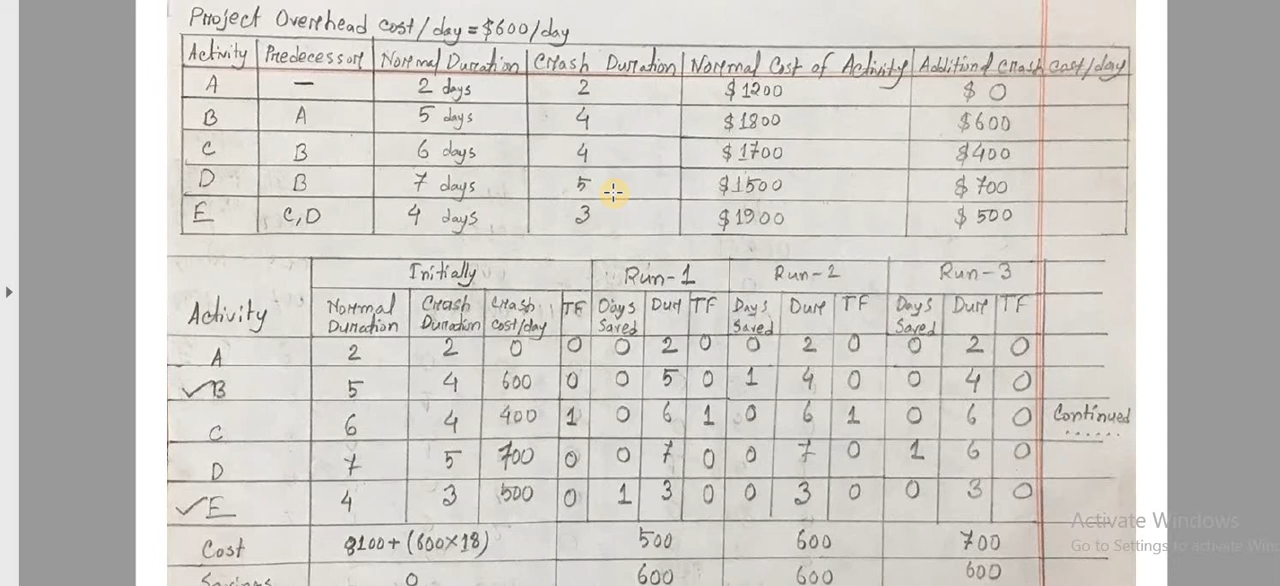 Project Overhead cost/day = $600/day
Activity Predecessor Normal Duration Crash Duration Normal Cost of Activity Additional Crash cost/day
A — 2 days 2 $1200 $0
B A 5 days 4 $1800 $600
C B 6 days 4 $1700 $400
D B 7 days 5 $1500 $700
E C,D 4 days 3 $1900 $500
Initially Run-1 Run-2 Run-3
Activity Normal Duration Crash Duration Crash cost/day TF Days Saved Dur TF Days Saved Dur TF Days Saved Dur TF
A 2 2 0 0 0 2 0 0 2 0 0 2 0
✓B 5 4 600 0 0 5 0 1 4 0 0 4 0
C 6 4 400 1 0 6 1 0 6 1 0 6 0 Continued ......
D 7 5 700 0 0 7 0 0 7 0 1 6 0
✓E 4 3 500 0 1 3 0 0 3 0 0 3 0
Cost 8100+(600×18) 500 600 700
Savings 0 600 600 600
Activate Windows
Go to Settings to activate Win